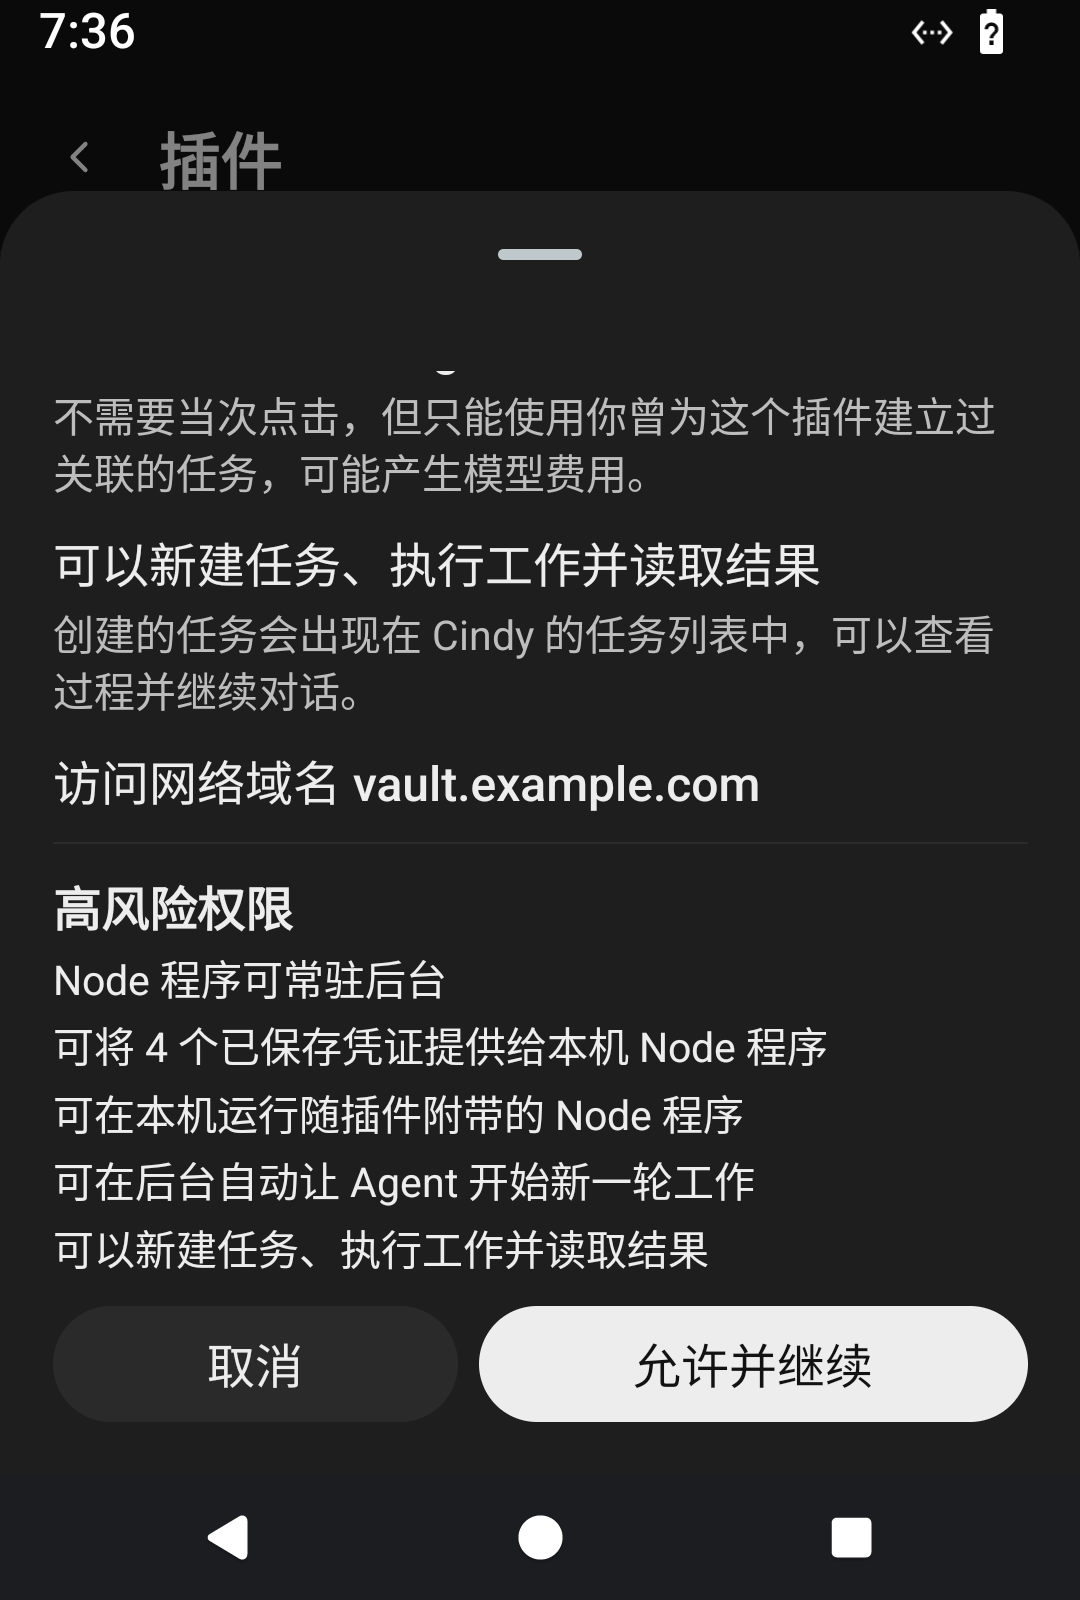 7:36
插件
不需要当次点击，但只能使用你曾为这个插件建立过
关联的任务，可能产生模型费用。
可以新建任务、执行工作并读取结果
创建的任务会出现在 Cindy 的任务列表中，可以查看
过程并继续对话。
访问网络域名 vault.example.com
高风险权限
Node 程序可常驻后台
可将 4 个已保存凭证提供给本机 Node 程序
可在本机运行随插件附带的 Node 程序
可在后台自动让 Agent 开始新一轮工作
可以新建任务、执行工作并读取结果
取消
允许并继续